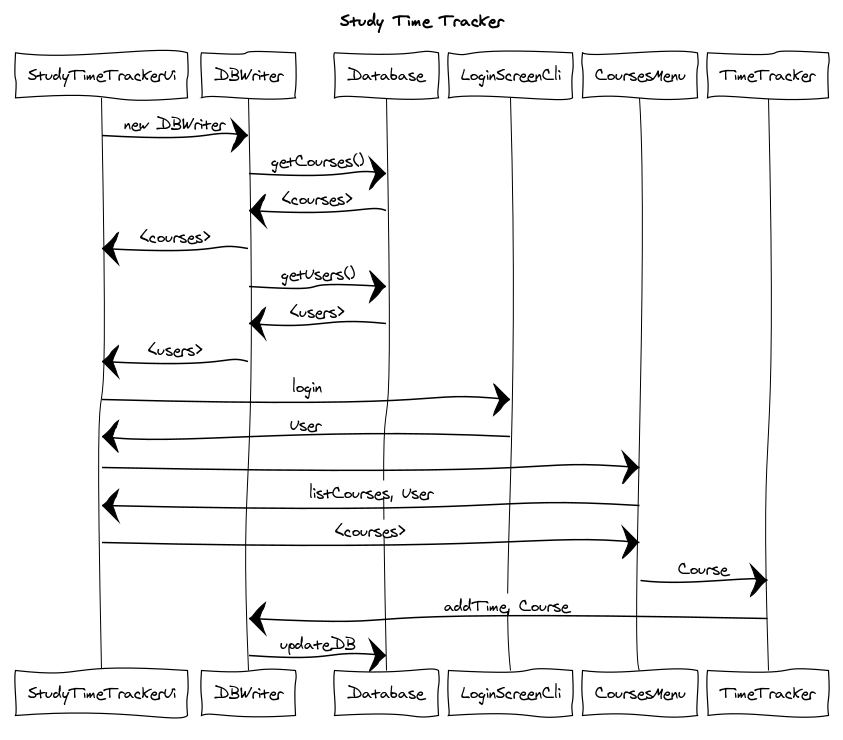 Study Time Tracker
StudyTimeTrackerUi DBWriter Database LoginScreenCli CoursesMenu TimeTracker
new DBWriter
getCourses()
<courses>
<courses>
getUsers()
<users>
<users>
login
User
listCourses, User
<courses>
Course
addTime, Course
updateDB
StudyTimeTrackerUi DBWriter Database LoginScreenCli CoursesMenu TimeTracker